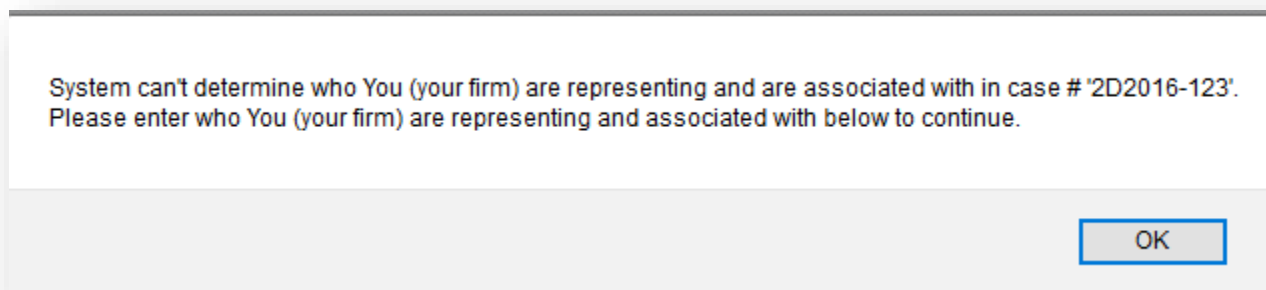 System can't determine who You (your firm) are representing and are associated with in case # '2D2016-123'.
Please enter who You (your firm) are representing and associated with below to continue.
OK